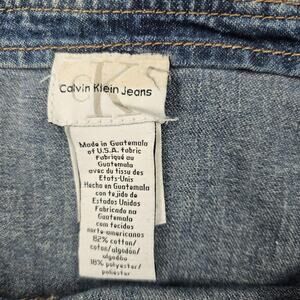 CK
Calvin Klein Jeans
Made in Guatemala
of U.S.A. fabric
Fabriqué au
Guatemala
avec du tissu des
Etats-Unis
Hecho en Guatemala
con tejido de
Estados Unidos
Fabricado na
Guatemala
com tecidos
norte-americanos
82% cotton/
coton/algodón/
algodão
18% polyester/
poliéster